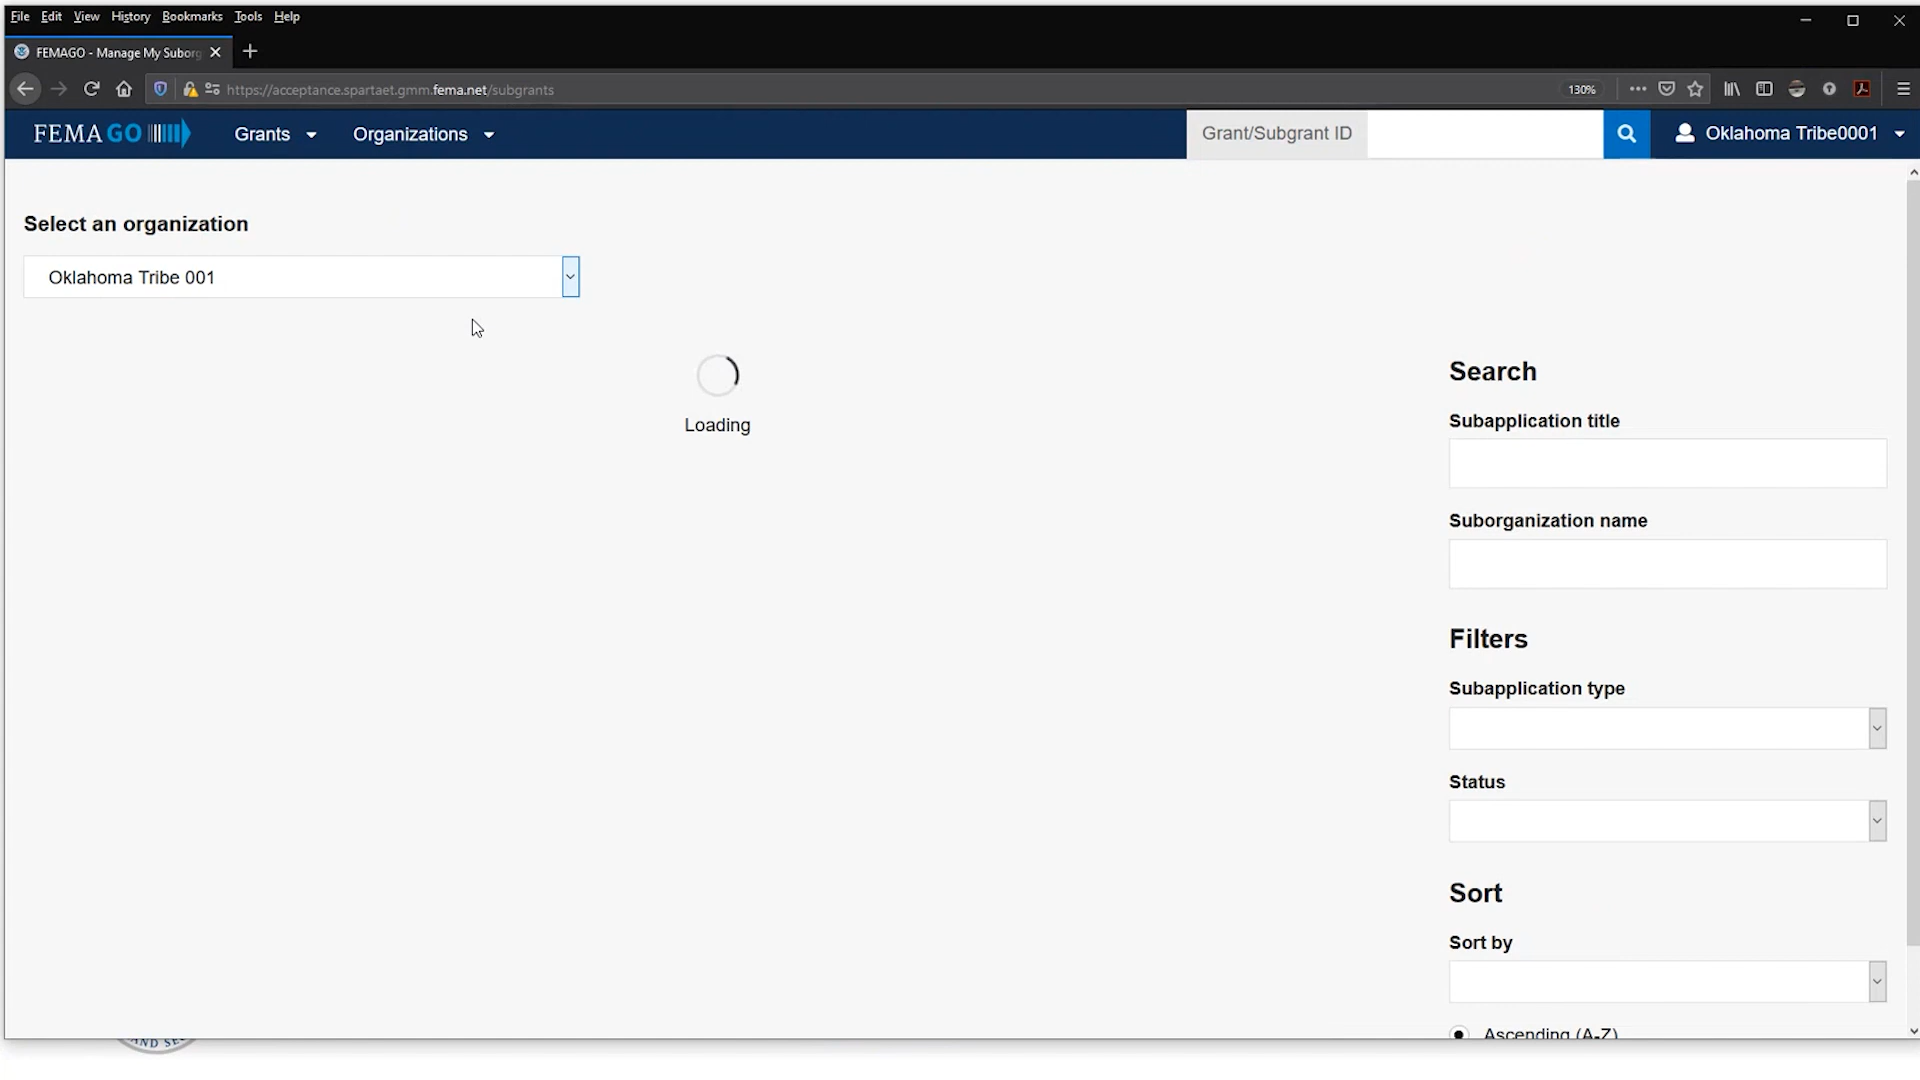 File Edit View History Bookmarks Tools Help
FEMAGO - Manage My Suborg
https://acceptance.spartaet.gmm.fema.net/subgrants
130%
FEMA GO
Grants
Organizations
Grant/Subgrant ID
Oklahoma Tribe0001
Select an organization
Oklahoma Tribe 001
Loading
Search
Subapplication title
Suborganization name
Filters
Subapplication type
Status
Sort
Sort by
Ascending (A-Z)
AND SE